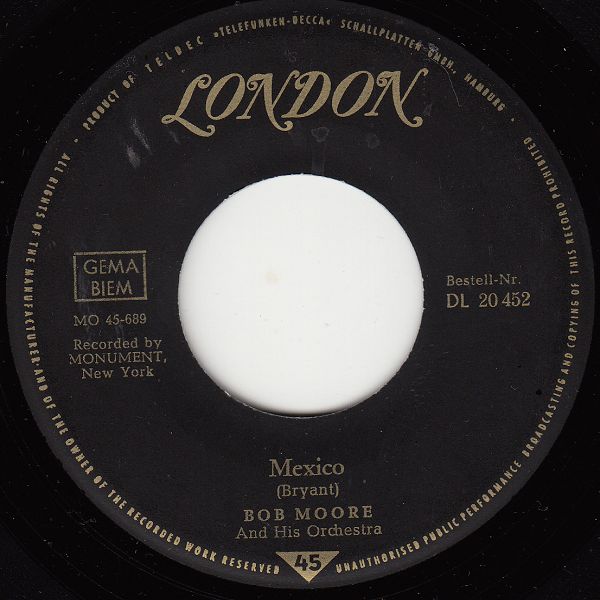 • PRODUCT OF TELDEC »TELEFUNKEN-DECCA« SCHALLPLATTEN GMBH., HAMBURG •
LONDON
GEMA
BIEM
MO 45-689
Recorded by
MONUMENT,
New York
Bestell-Nr.
DL 20 452
Mexico
(Bryant)
BOB MOORE
And His Orchestra
45
ALL RIGHTS OF THE MANUFACTURER AND OF THE OWNER OF THE RECORDED WORK RESERVED
UNAUTHORISED PUBLIC PERFORMANCE BROADCASTING AND COPYING OF THIS RECORD PROHIBITED